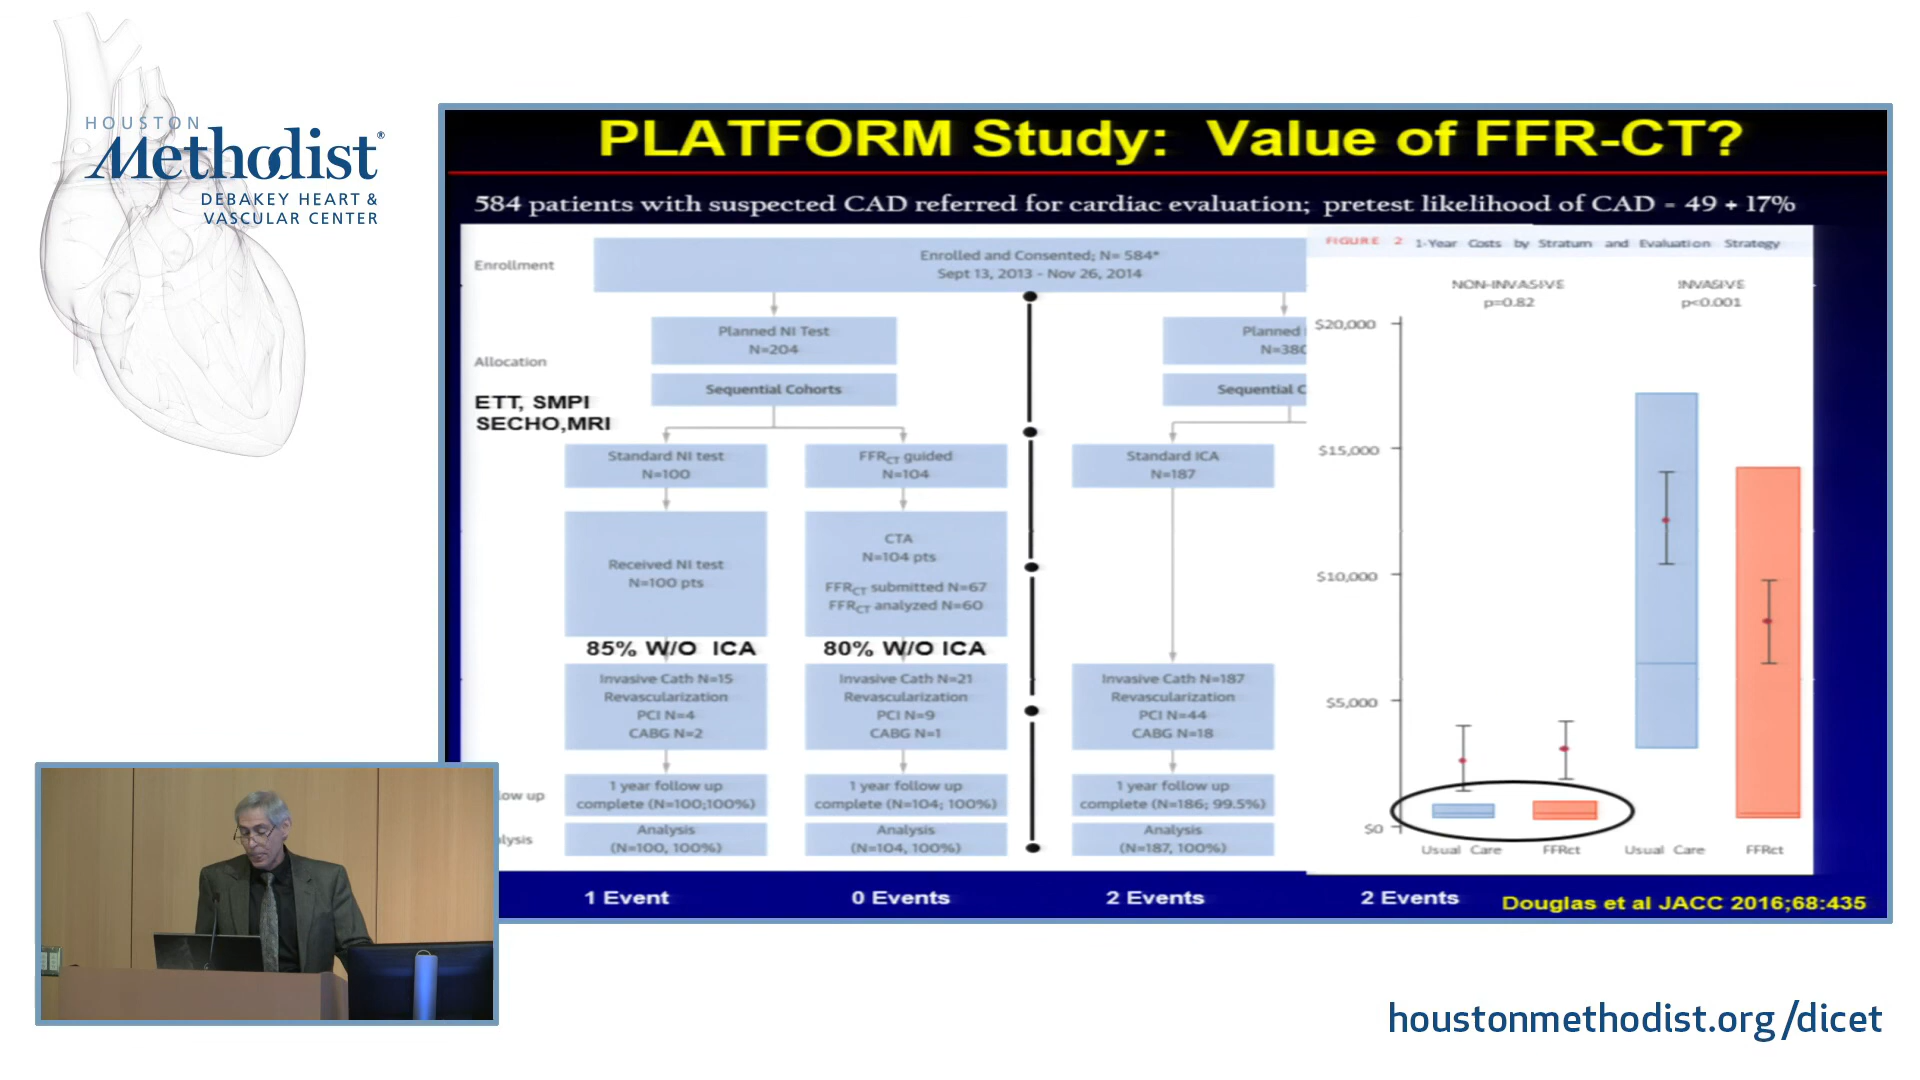 HOUSTON
Methodist®
DEBAKEY HEART &
VASCULAR CENTER
PLATFORM Study: Value of FFR-CT?
584 patients with suspected CAD referred for cardiac evaluation; pretest likelihood of CAD = 49 + 17%
Enrollment
Enrolled and Consented; N= 584*
Sept 13, 2013 - Nov 26, 2014
Allocation
Planned NI Test
N=204
Sequential Cohorts
Planned
N=380
Sequential C
ETT, SMPI
SECHO,MRI
Standard NI test
N=100
FFRCT guided
N=104
Standard ICA
N=187
Received NI test
N=100 pts
CTA
N=104 pts
FFRCT submitted N=67
FFRCT analyzed N=60
85% W/O ICA
80% W/O ICA
Invasive Cath N=15
Revascularization
PCI N=4
CABG N=2
Invasive Cath N=21
Revascularization
PCI N=9
CABG N=1
Invasive Cath N=187
Revascularization
PCI N=44
CABG N=18
low up
1 year follow up
complete (N=100;100%)
1 year follow up
complete (N=104; 100%)
1 year follow up
complete (N=186; 99.5%)
alysis
Analysis
(N=100, 100%)
Analysis
(N=104, 100%)
Analysis
(N=187, 100%)
FIGURE 2 1-Year Costs by Stratum and Evaluation Strategy
NON-INVASIVE
p=0.82
INVASIVE
p<0.001
$20,000
$15,000
$10,000
$5,000
$0
Usual Care
FFRct
Usual Care
FFRct
1 Event
0 Events
2 Events
2 Events
Douglas et al JACC 2016;68:435
houstonmethodist.org/dicet